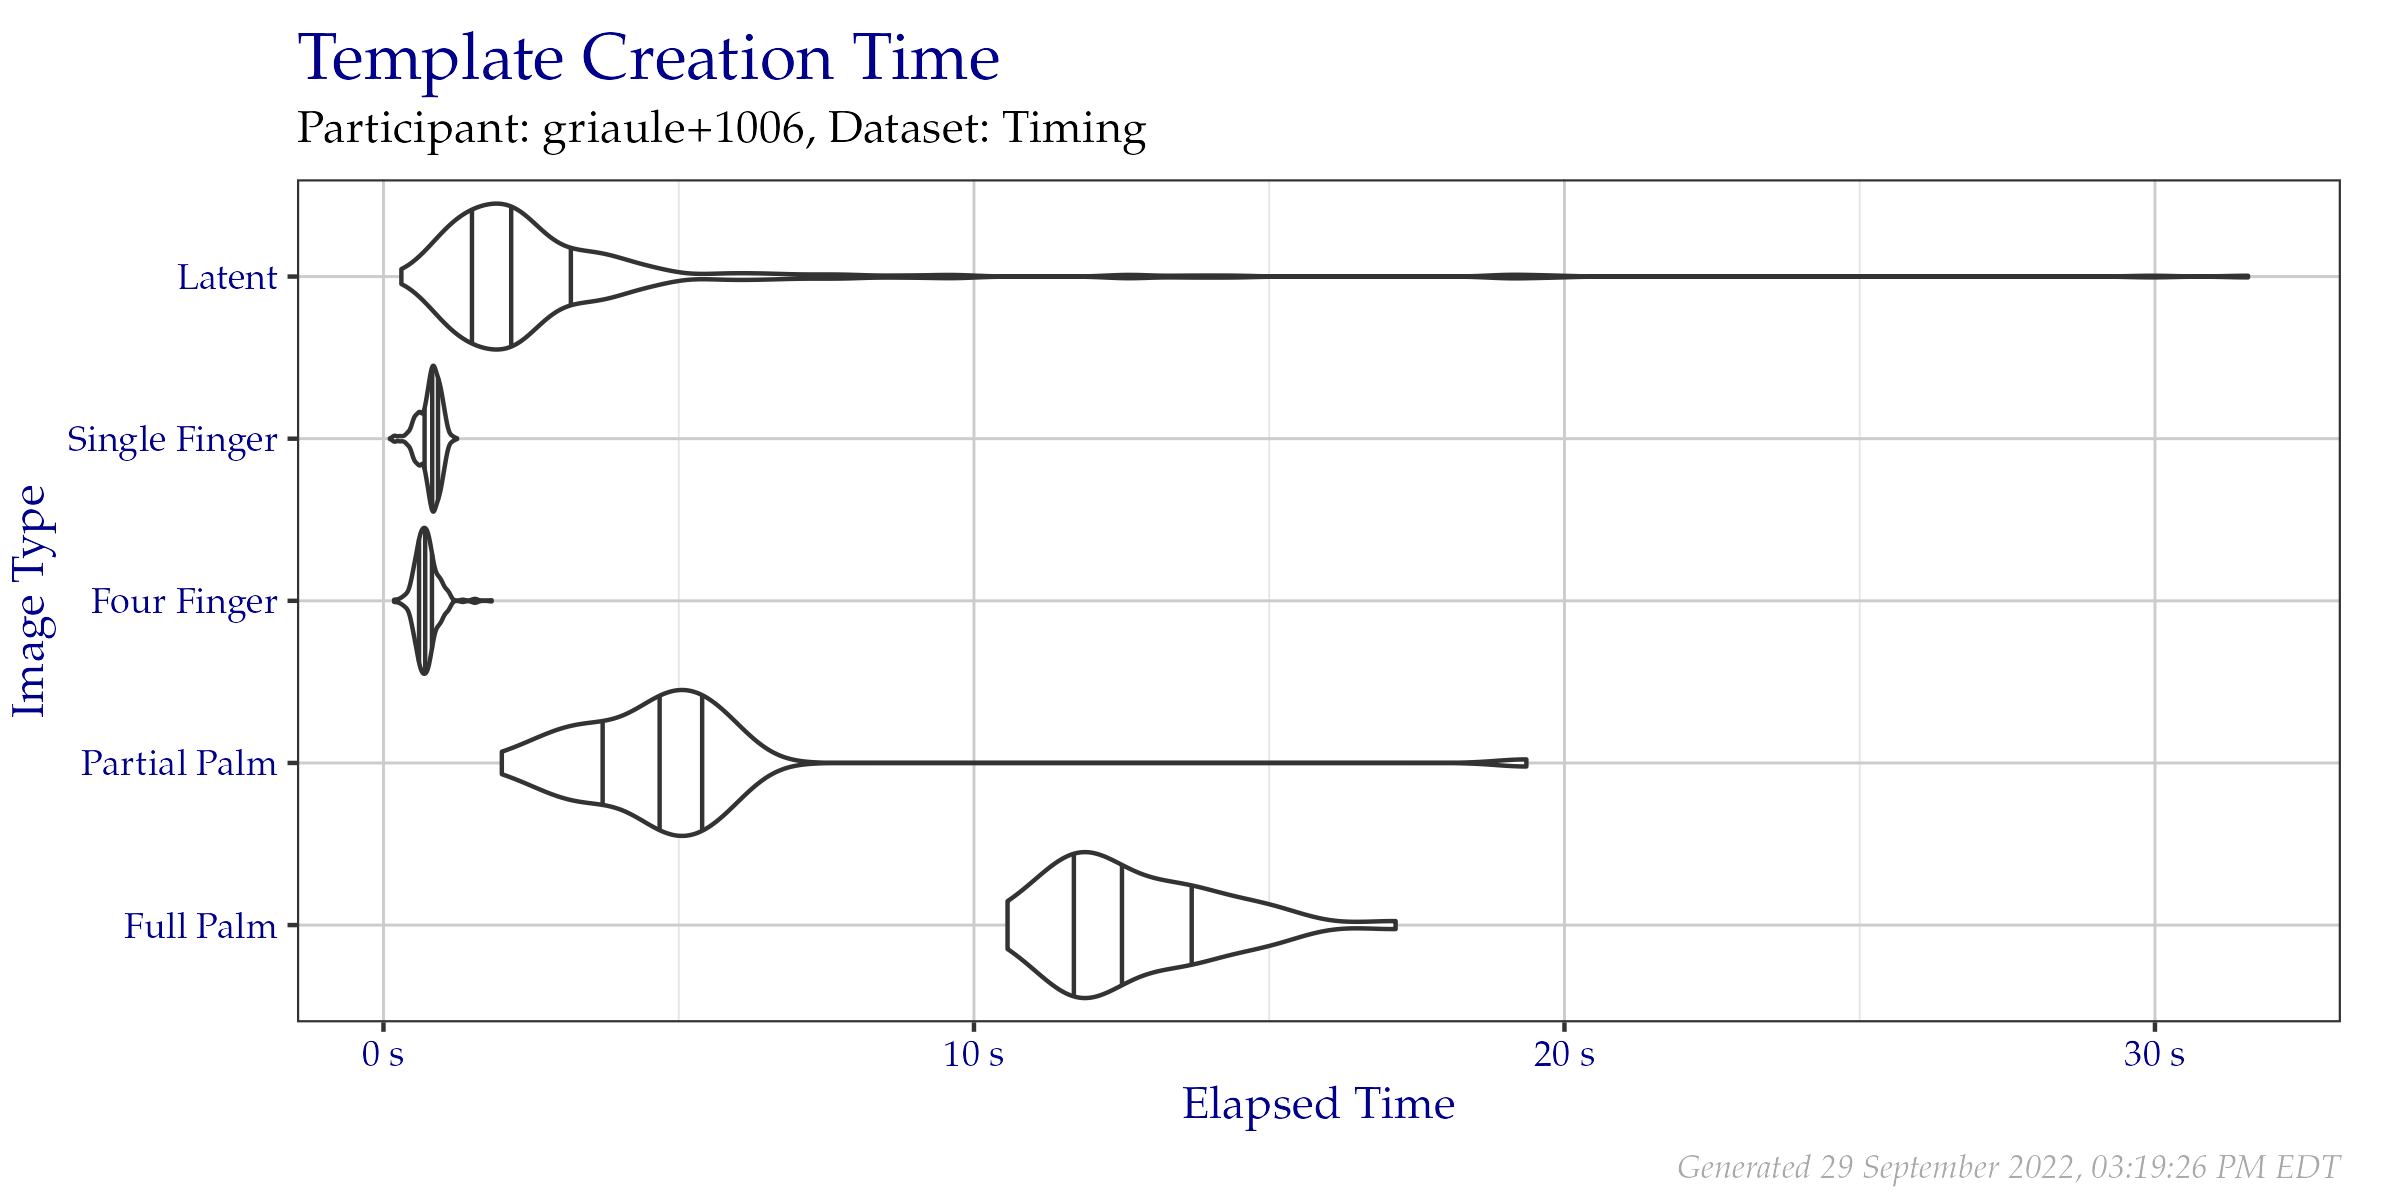 Template Creation Time
Participant: griaule+1006, Dataset: Timing
Image Type
Latent
Single Finger
Four Finger
Partial Palm
Full Palm
0 s
10 s
20 s
30 s
Elapsed Time
Generated 29 September 2022, 03:19:26 PM EDT